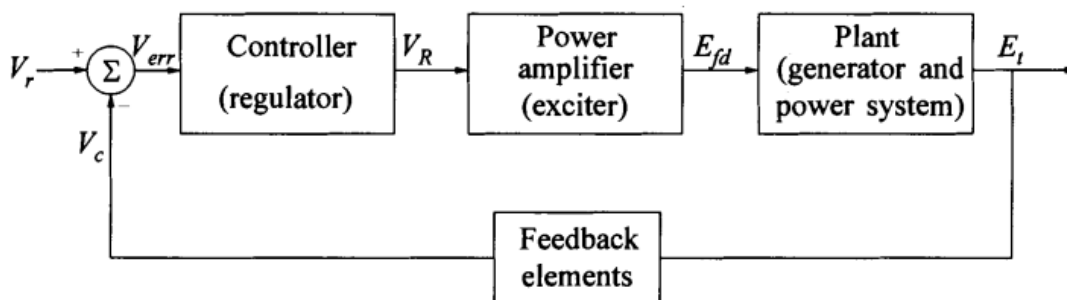 V_r
+
Σ
−
V_err
Controller
(regulator)
V_R
Power
amplifier
(exciter)
E_fd
Plant
(generator and
power system)
E_t
V_c
Feedback
elements